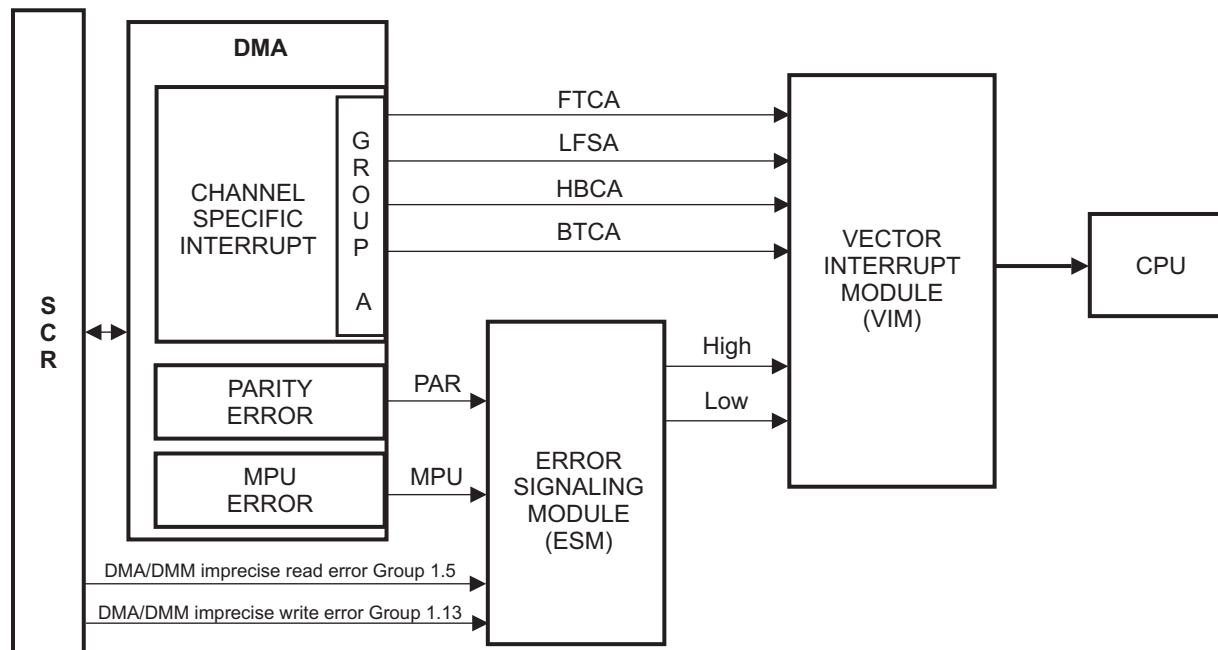 DMA
FTCA
LFSA
HBCA
BTCA
GROUP A
CHANNEL
SPECIFIC
INTERRUPT
VECTOR
INTERRUPT
MODULE
(VIM)
CPU
SCR
High
Low
PARITY
ERROR
PAR
MPU
ERROR
MPU
ERROR
SIGNALING
MODULE
(ESM)
DMA/DMM imprecise read error Group 1.5
DMA/DMM imprecise write error Group 1.13